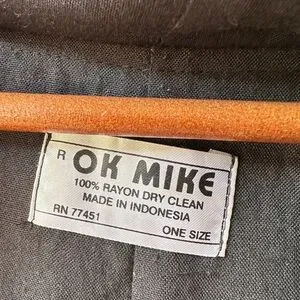 R OK MIKE
100% RAYON DRY CLEAN
MADE IN INDONESIA
RN 77451 ONE SIZE